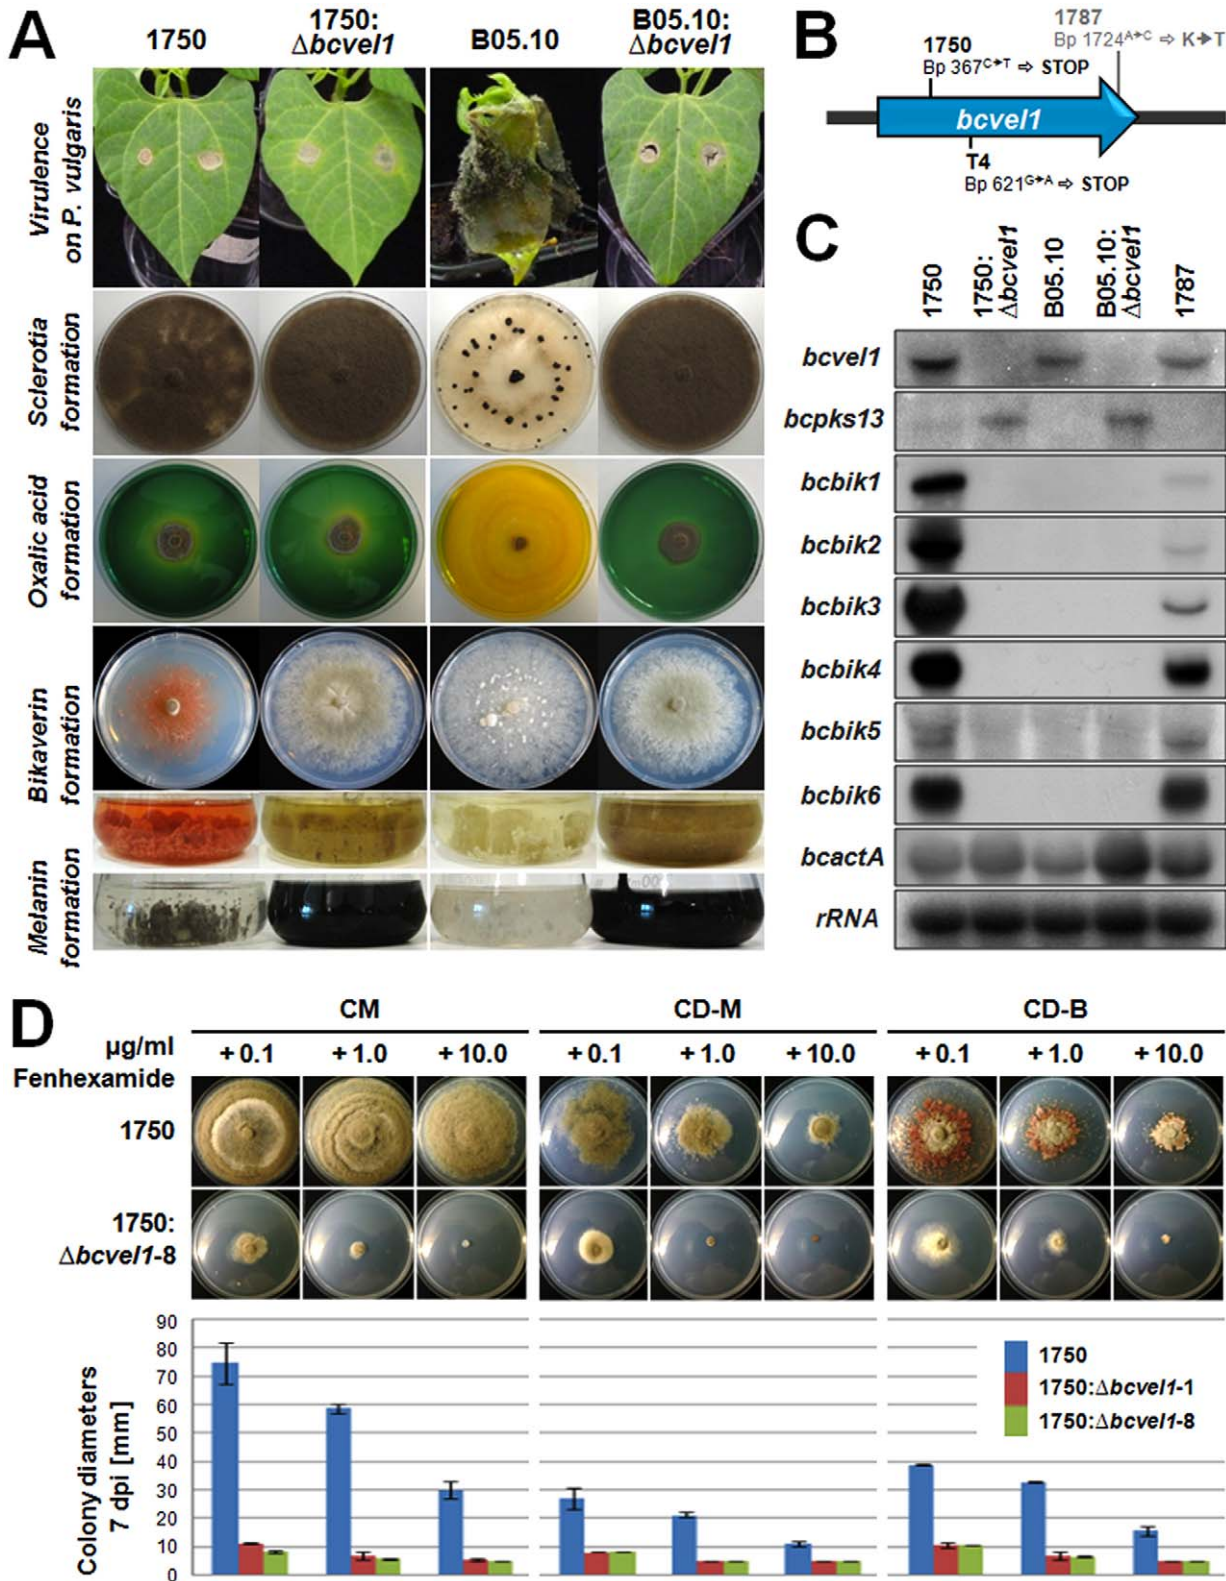 A
1750
1750:
Δbcvel1
B05.10
B05.10:
Δbcvel1
Virulence
on P. vulgaris
Sclerotia
formation
Oxalic acid
formation
Bikaverin
formation
Melanin
formation
B
1787
Bp 1724A→C ⇨ K→T
1750
Bp 367C→T ⇨ STOP
bcvel1
T4
Bp 621G→A ⇨ STOP
C
1750
1750:
Δbcvel1
B05.10
B05.10:
Δbcvel1
1787
bcvel1
bcpks13
bcbik1
bcbik2
bcbik3
bcbik4
bcbik5
bcbik6
bcactA
rRNA
D
CM CD-M CD-B
µg/ml
Fenhexamide
+ 0.1 + 1.0 + 10.0 + 0.1 + 1.0 + 10.0 + 0.1 + 1.0 + 10.0
1750
1750:
Δbcvel1-8
Colony diameters
7 dpi [mm]
90
80
70
60
50
40
30
20
10
0
1750
1750:Δbcvel1-1
1750:Δbcvel1-8